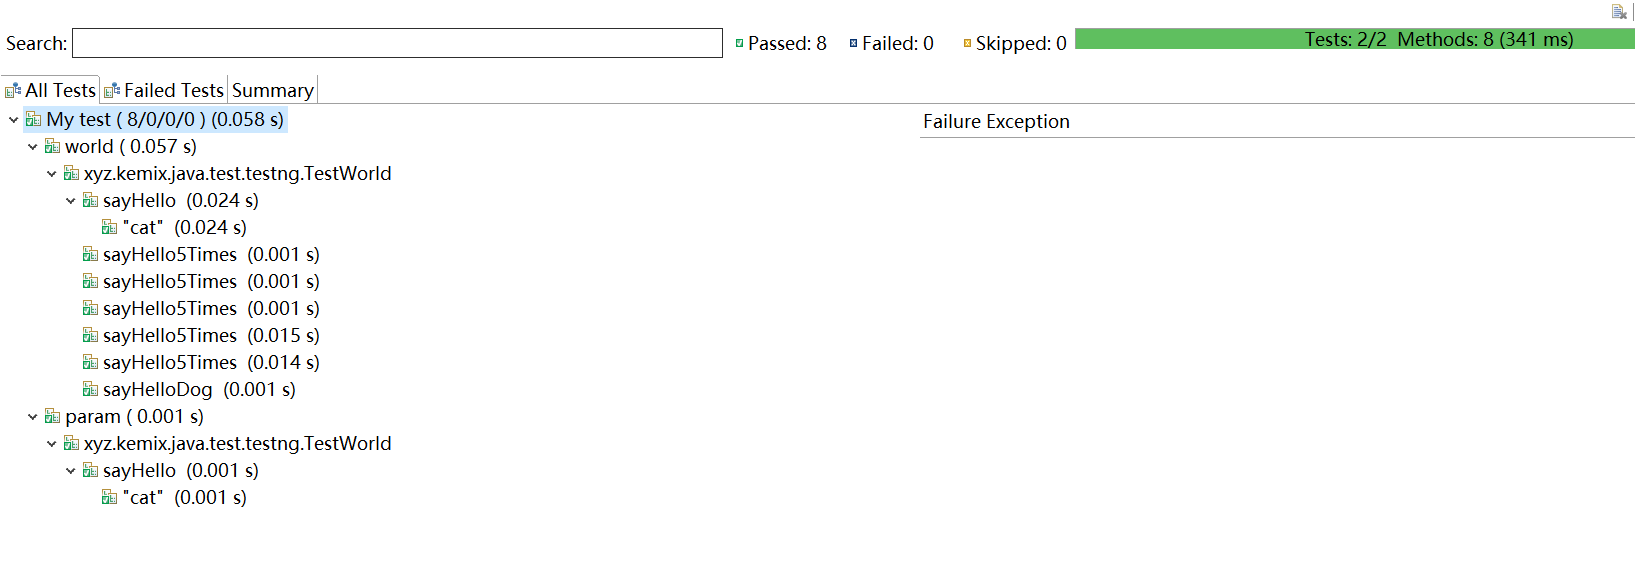 Search: Passed: 8 Failed: 0 Skipped: 0 Tests: 2/2 Methods: 8 (341 ms)
All Tests Failed Tests Summary
My test ( 8/0/0/0 ) (0.058 s)
Failure Exception
world ( 0.057 s)
xyz.kemix.java.test.testng.TestWorld
sayHello (0.024 s)
"cat" (0.024 s)
sayHello5Times (0.001 s)
sayHello5Times (0.001 s)
sayHello5Times (0.001 s)
sayHello5Times (0.015 s)
sayHello5Times (0.014 s)
sayHelloDog (0.001 s)
param ( 0.001 s)
xyz.kemix.java.test.testng.TestWorld
sayHello (0.001 s)
"cat" (0.001 s)